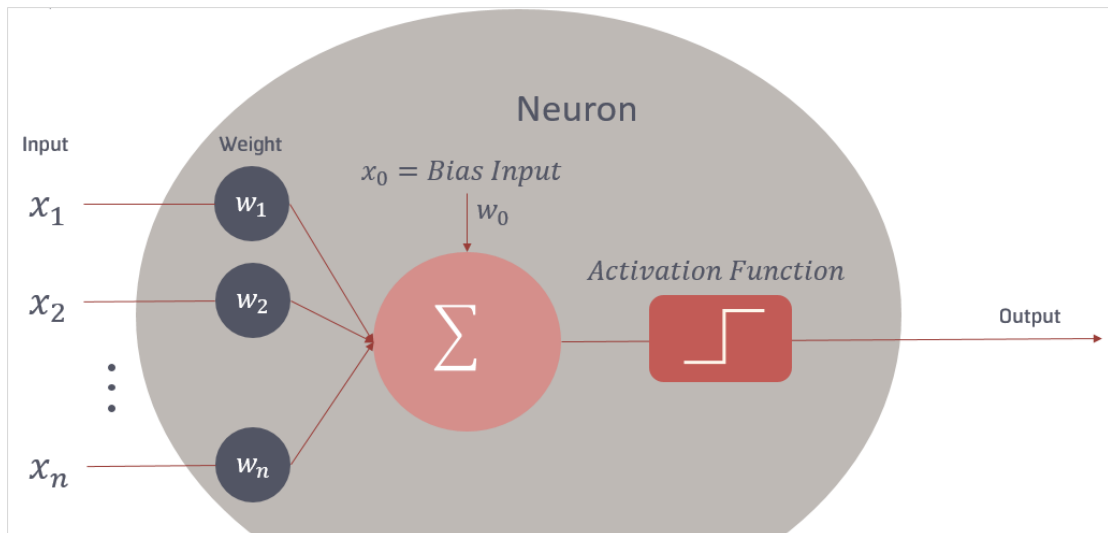 Neuron
Input
Weight
x₀ = Bias Input
x₁
w₁
w₀
Activation Function
x₂
w₂
∑
Output
⋮
xₙ
wₙ